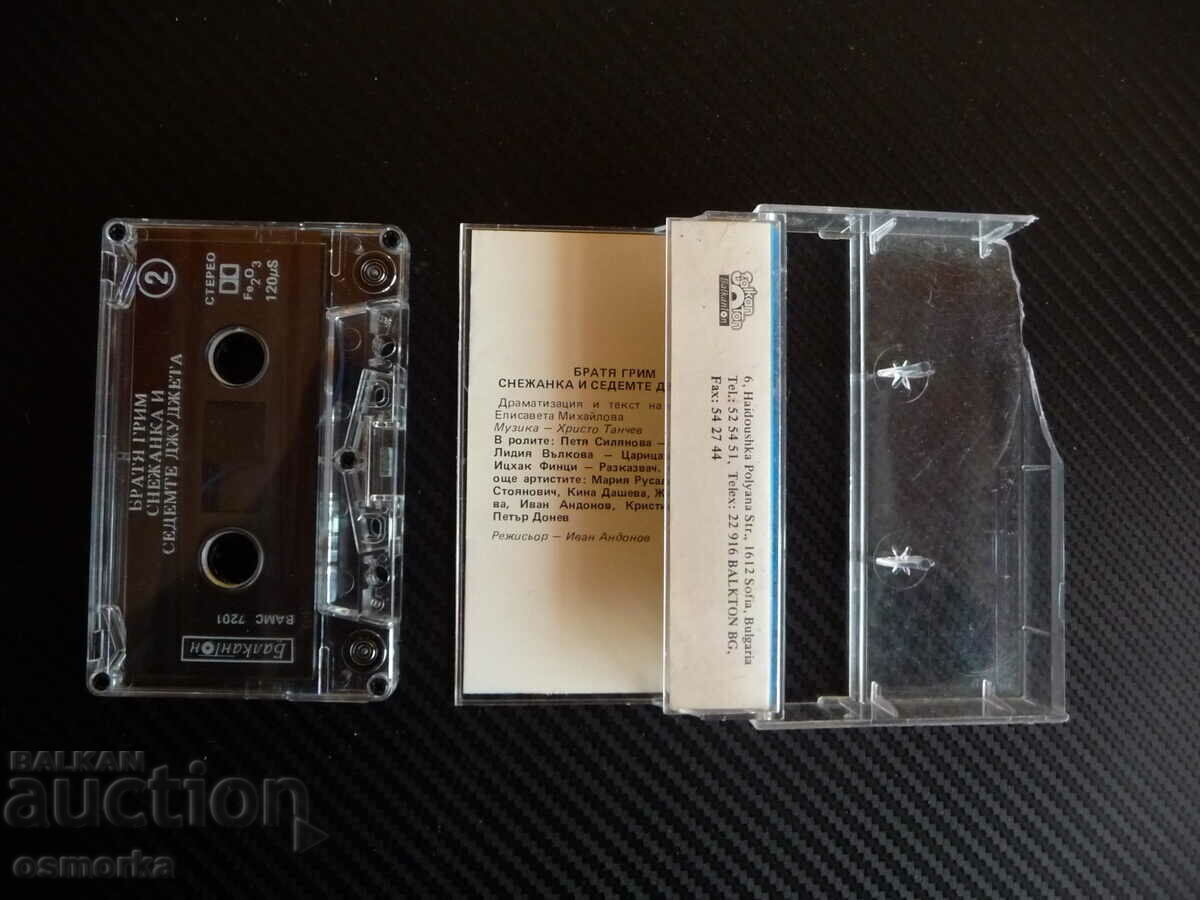 2
СТЕРЕО
Fe2O3
120μS
БРАТЯ ГРИМ
СНЕЖАНКА И
СЕДЕМТЕ ДЖУДЖЕТА
ВАМС 7201
Балкантон
БРАТЯ ГРИМ
СНЕЖАНКА И СЕДЕМТЕ
Драматизация и текст на
Елисавета Михайлова
Музика – Христо Танчев
В ролите: Петя Силянова –
Лидия Вълкова – Царица
Ицхак Финци – Разказвач,
още артистите: Мария
Стоянович, Кина Дашева,
Иван Андонов,
Петър Донев
Режисьор – Иван Андонов
Balkanton
Балкантон
6, Haidoushka Polyana Str., 1612 Sofia, Bulgaria
Tel.: 52 54 51, Telex: 22 916 BALKTON BG,
Fax: 54 27 44
BALKAN
auction
osmorka